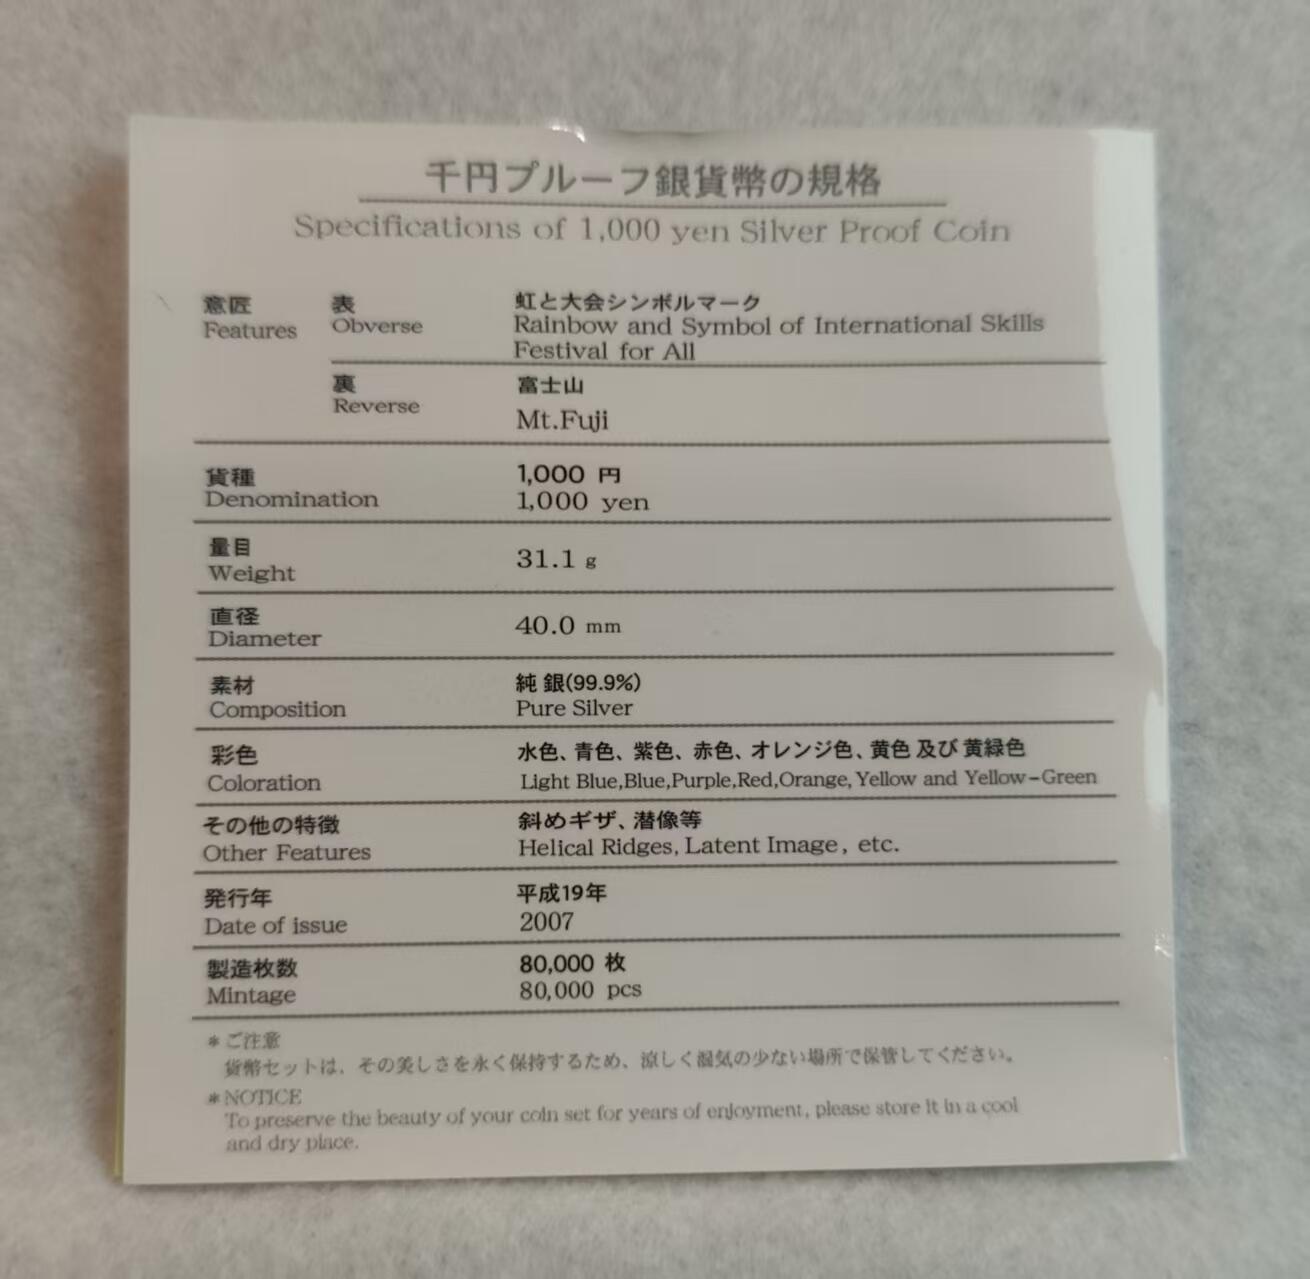 千円プルーフ銀貨幣の規格
Specifications of 1,000 yen Silver Proof Coin
意匠 表 虹と大会シンボルマーク
Features Obverse Rainbow and Symbol of International Skills
Festival for All
裏 富士山
Reverse Mt.Fuji
貨種 1,000 円
Denomination 1,000 yen
量目
Weight 31.1 g
直径
Diameter 40.0 mm
素材 純 銀(99.9%)
Composition Pure Silver
彩色 水色、青色、紫色、赤色、オレンジ色、黄色 及び 黄緑色
Coloration Light Blue,Blue,Purple,Red,Orange,Yellow and Yellow-Green
その他の特徴 斜めギザ、潜像等
Other Features Helical Ridges, Latent Image, etc.
発行年 平成19年
Date of issue 2007
製造枚数 80,000 枚
Mintage 80,000 pcs
*ご注意
貨幣セットは、その美しさを永く保持するため、涼しく湿気の少ない場所で保管してください。
*NOTICE
To preserve the beauty of your coin set for years of enjoyment, please store it in a cool
and dry place.